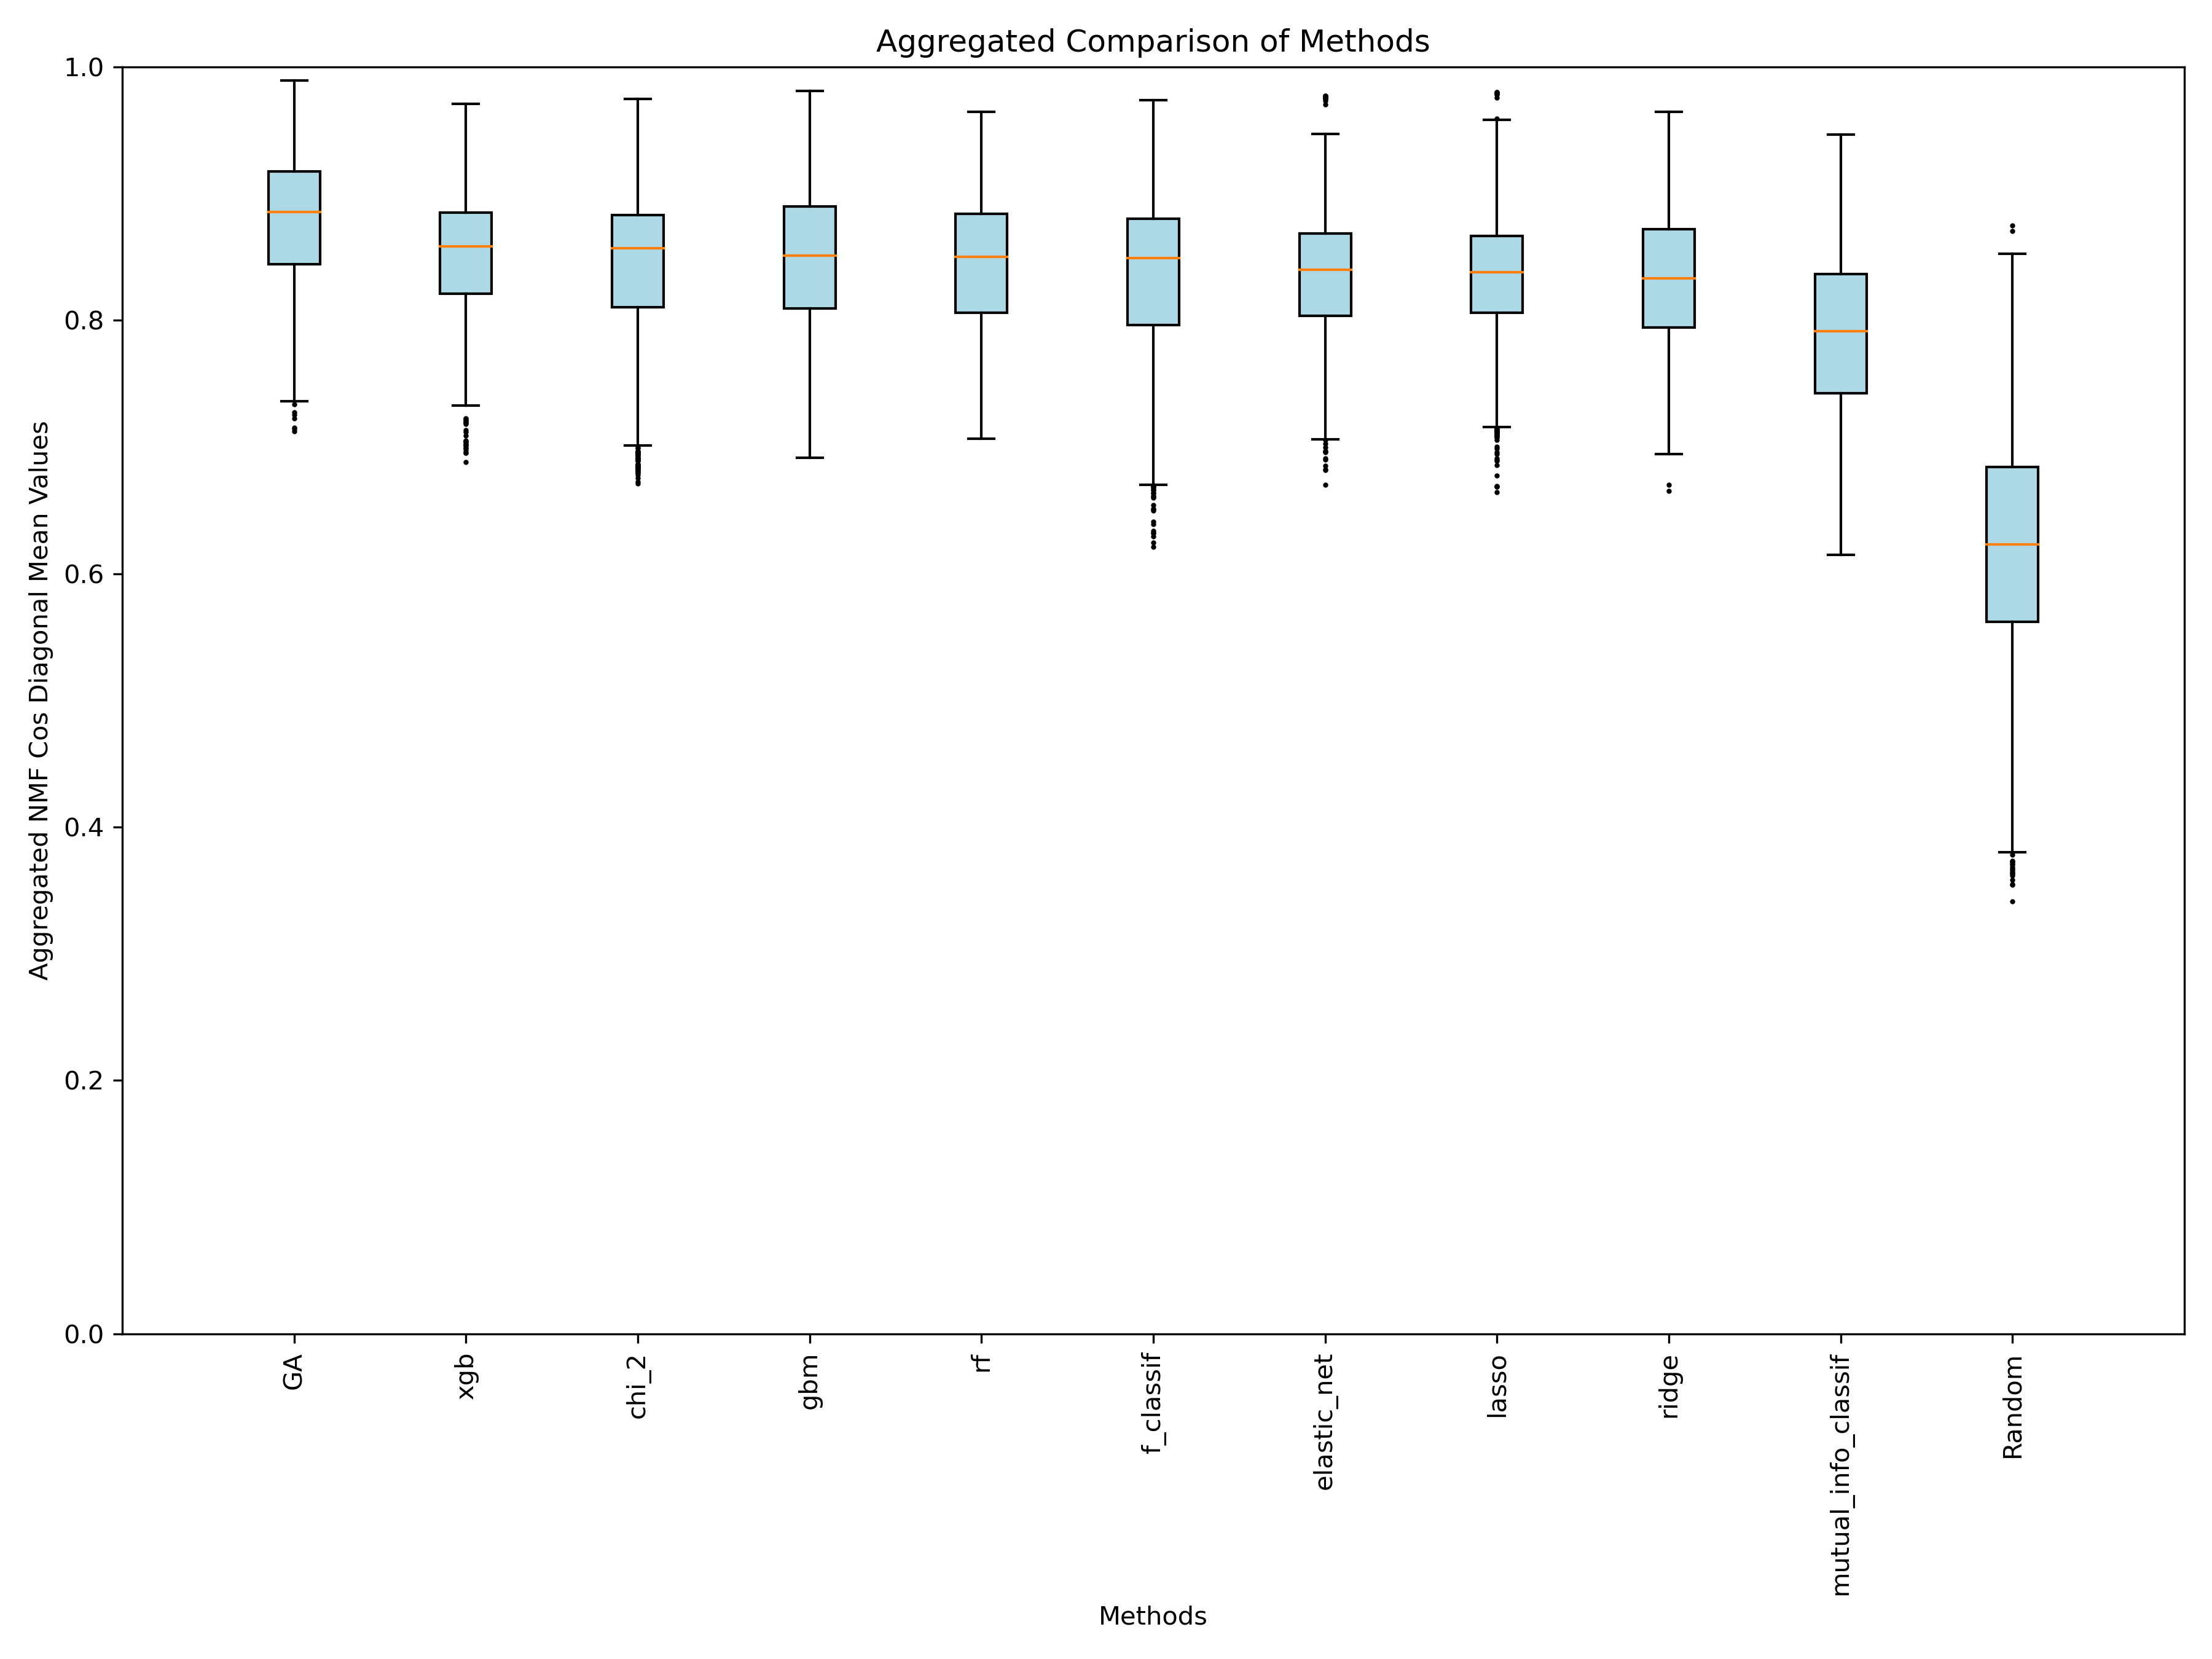 Aggregated Comparison of Methods
Aggregated NMF Cos Diagonal Mean Values
1.0
0.8
0.6
0.4
0.2
0.0
GA
xgb
chi_2
gbm
rf
f_classif
elastic_net
lasso
ridge
mutual_info_classif
Random
Methods